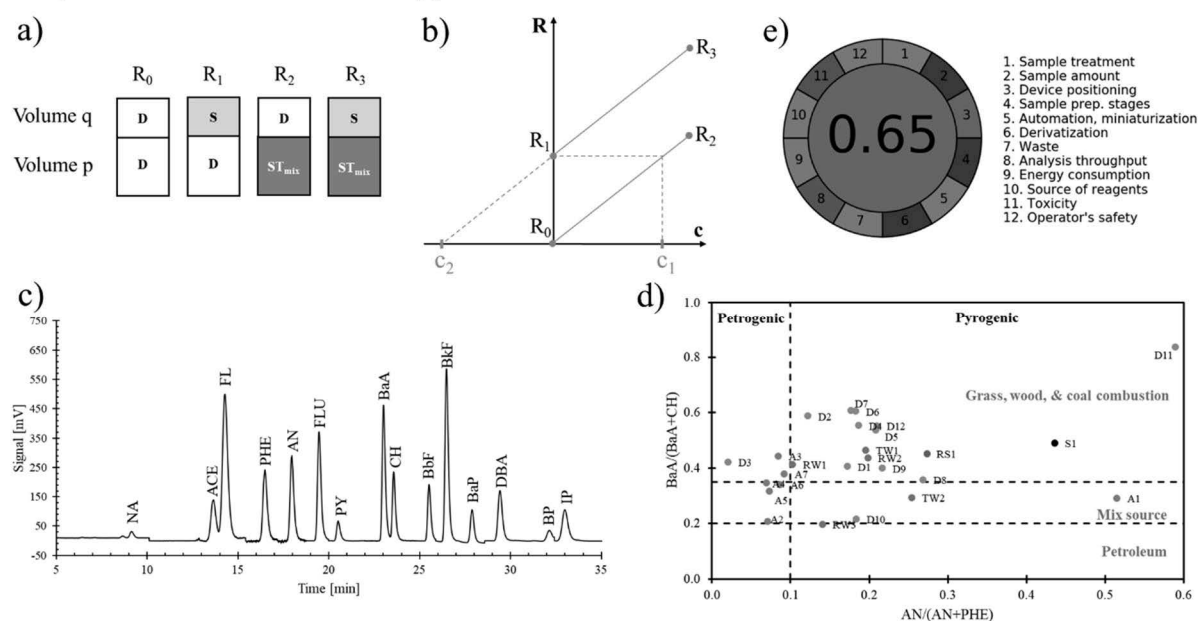 a)
R0 R1 R2 R3
Volume q D S D S
Volume p D D STmix STmix
b)
R
R3
R2
R1
R0
c
c2 c1
e)
0.65
1
2
3
4
5
6
7
8
9
10
11
12
1. Sample treatment
2. Sample amount
3. Device positioning
4. Sample prep. stages
5. Automation, miniaturization
6. Derivatization
7. Waste
8. Analysis throughput
9. Energy consumption
10. Source of reagents
11. Toxicity
12. Operator's safety
c)
Signal [mV]
750
650
550
450
350
250
150
50
-50
NA
ACE
FL
PHE
AN
FLU
PY
BaA
CH
BbF
BkF
BaP
DBA
BP
IP
5 10 15 20 25 30 35
Time [min]
d)
BaA/(BaA+CH)
1.0
0.8
0.6
0.4
0.2
0.0
Petrogenic Pyrogenic
D11
Grass, wood, & coal combustion
D7
D6
D2
D4 D12
D5
S1
TW1
RW2
RS1
D3
A3
RW1
D1
D9
A7
D8
A4
A6
A5
TW2
A1
Mix source
A2
D10
RW3
Petroleum
0.0 0.1 0.2 0.3 0.4 0.5 0.6
AN/(AN+PHE)